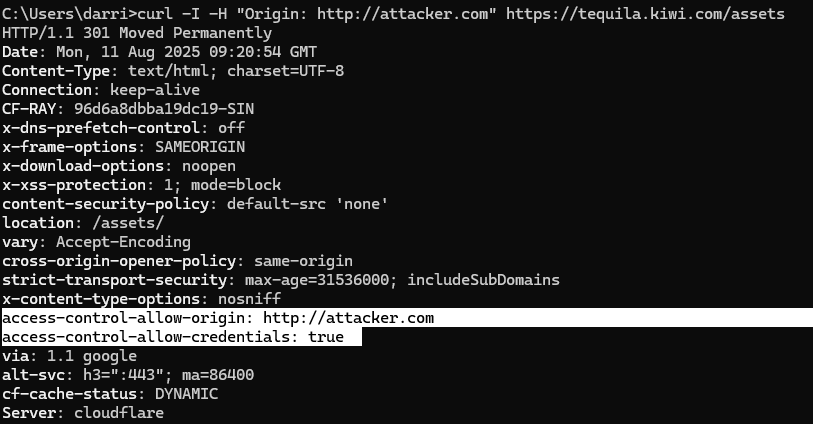 C:\Users\darri>curl -I -H "Origin: http://attacker.com" https://tequila.kiwi.com/assets
HTTP/1.1 301 Moved Permanently
Date: Mon, 11 Aug 2025 09:20:54 GMT
Content-Type: text/html; charset=UTF-8
Connection: keep-alive
CF-RAY: 96d6a8dbba19dc19-SIN
x-dns-prefetch-control: off
x-frame-options: SAMEORIGIN
x-download-options: noopen
x-xss-protection: 1; mode=block
content-security-policy: default-src 'none'
location: /assets/
vary: Accept-Encoding
cross-origin-opener-policy: same-origin
strict-transport-security: max-age=31536000; includeSubDomains
x-content-type-options: nosniff
access-control-allow-origin: http://attacker.com
access-control-allow-credentials: true
via: 1.1 google
alt-svc: h3=":443"; ma=86400
cf-cache-status: DYNAMIC
Server: cloudflare